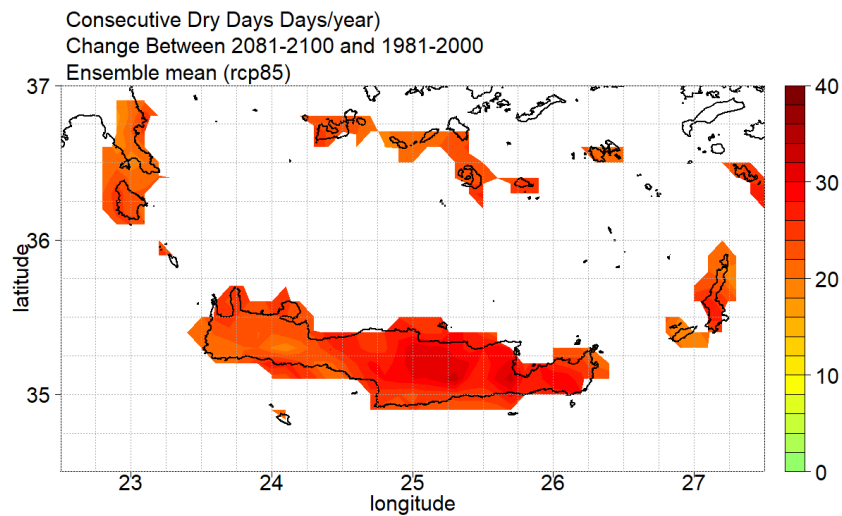 Consecutive Dry Days Days/year)
Change Between 2081-2100 and 1981-2000
Ensemble mean (rcp85)
37
36
35
latitude
23
24
25
26
27
longitude
40
30
20
10
0